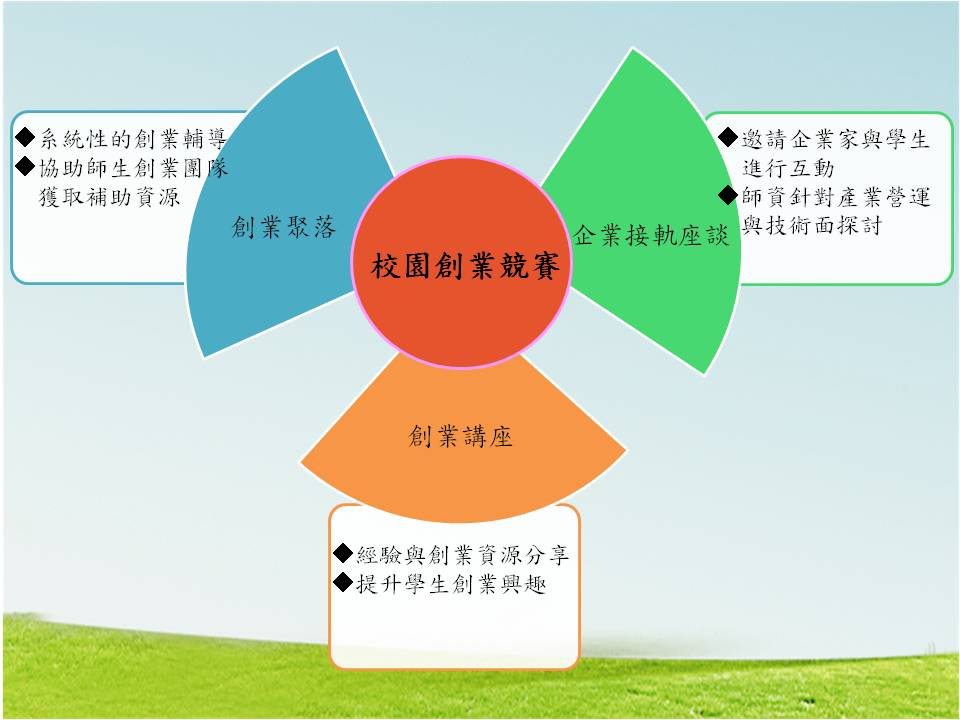 ◆系統性的創業輔導
◆協助師生創業團隊
獲取補助資源
創業聚落
校園創業競賽
企業接軌座談
◆邀請企業家與學生
進行互動
◆師資針對產業營運
與技術面探討
創業講座
◆經驗與創業資源分享
◆提升學生創業興趣